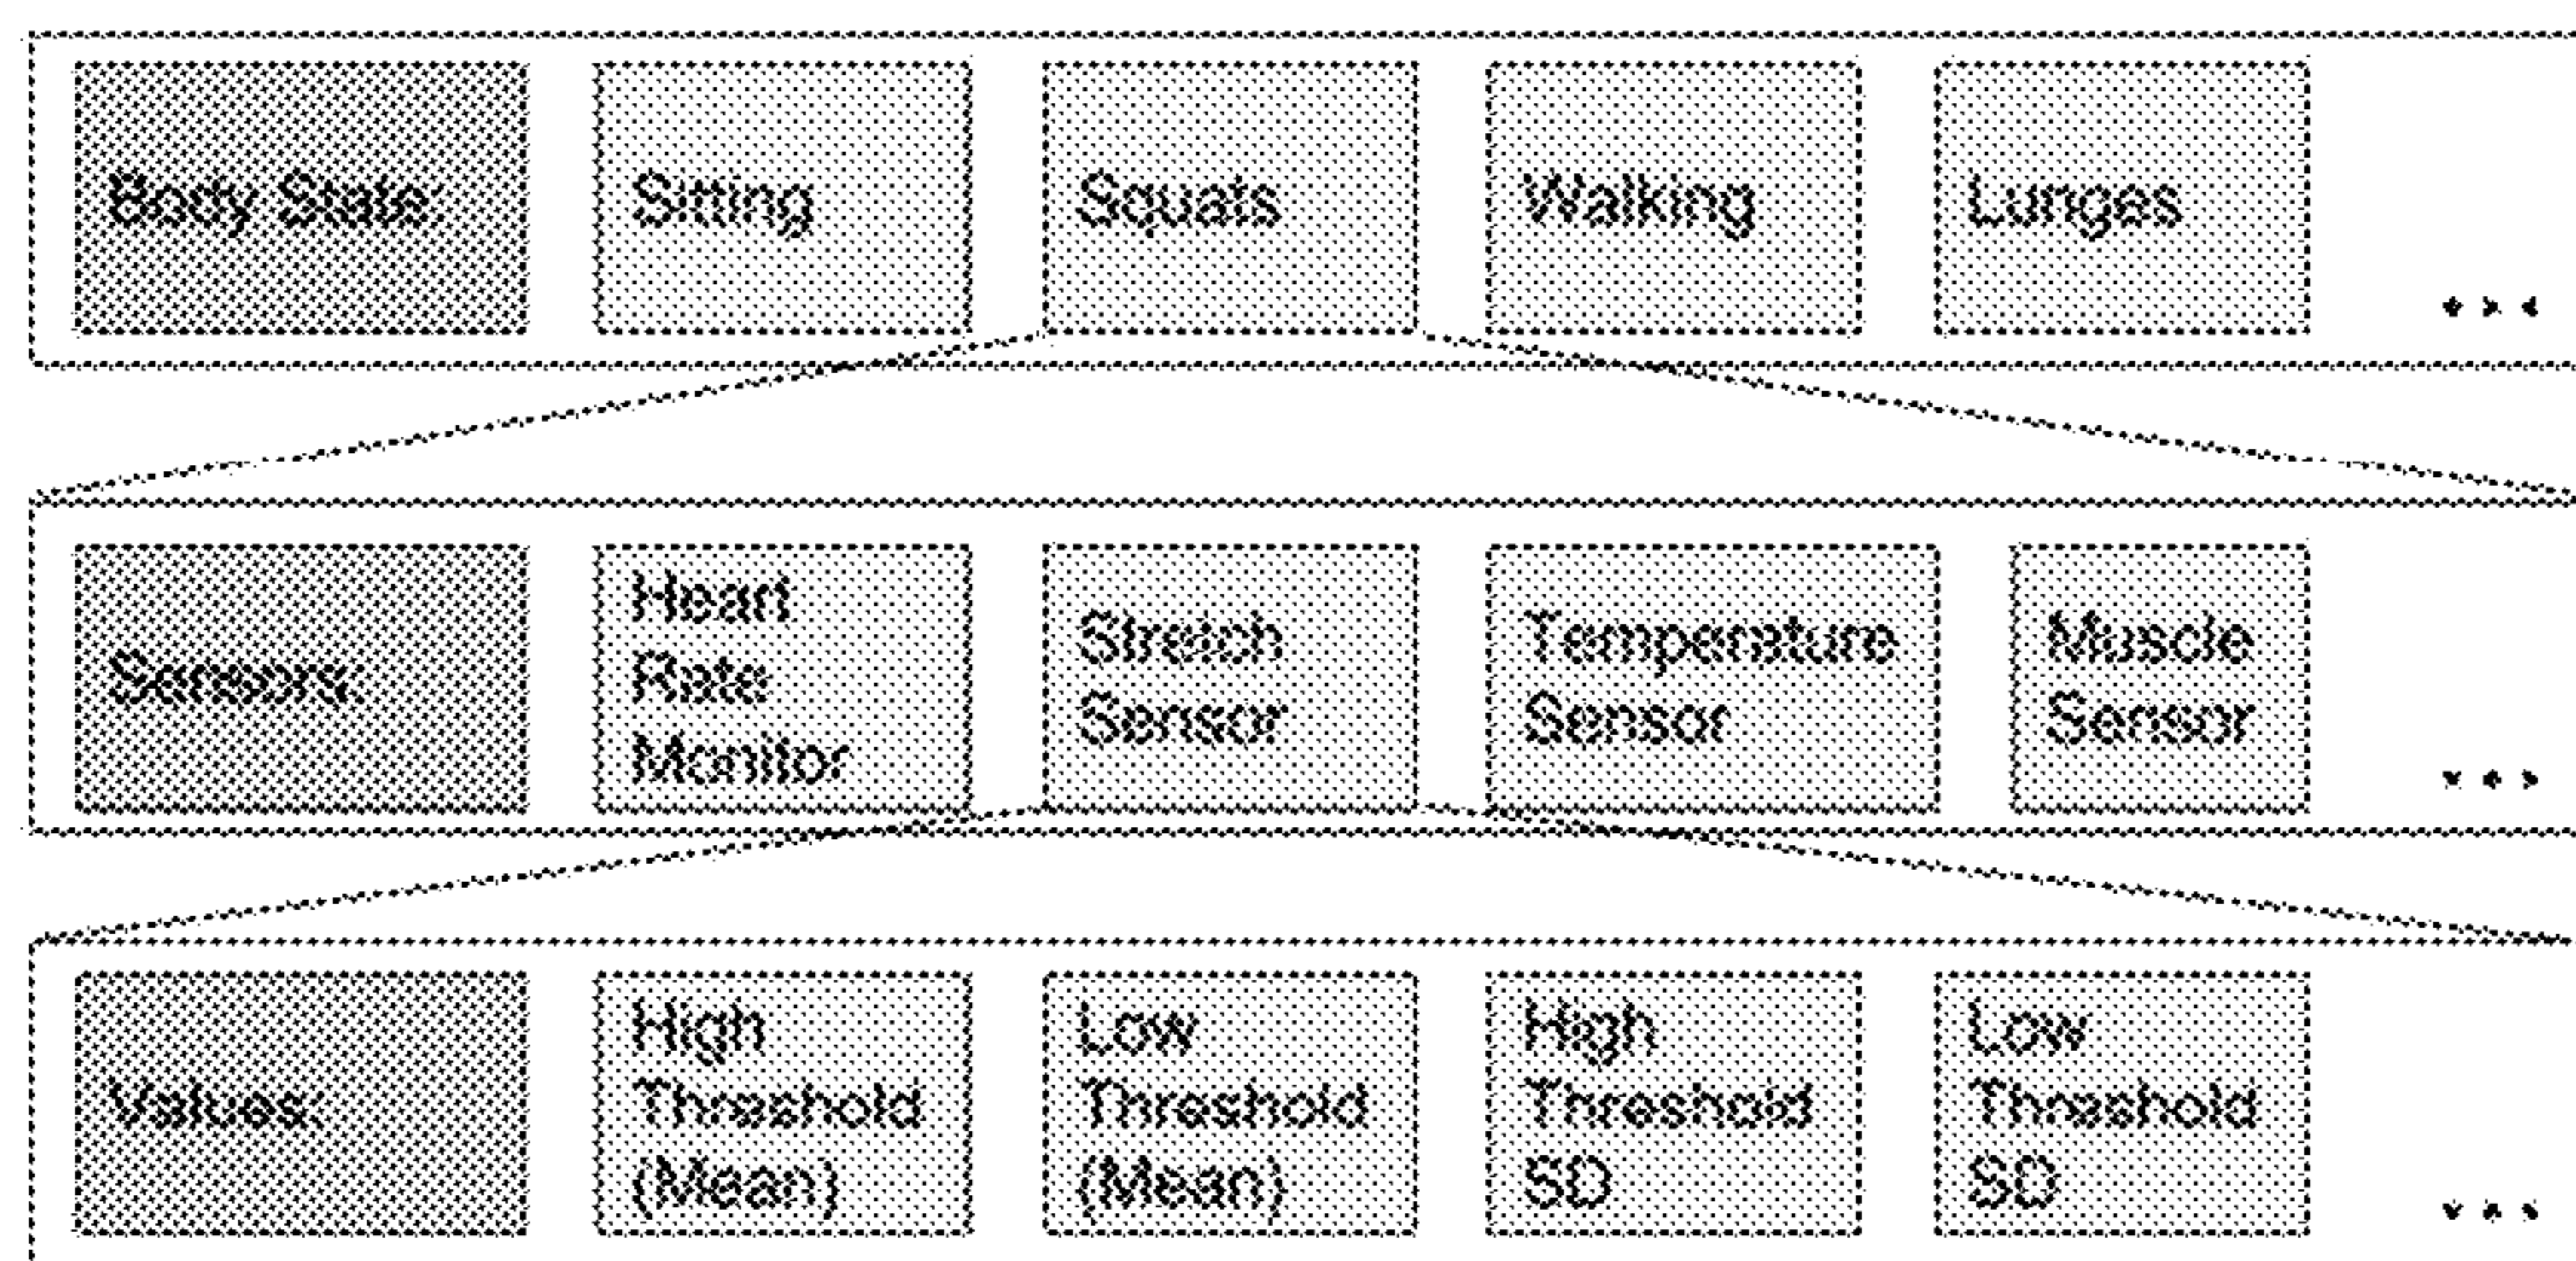 Body State:
Sitting
Squats
Walking
Lunges
...
Sensors:
Heart
Rate
Monitor
Stretch
Sensor
Temperature
Sensor
Muscle
Sensor
...
Values:
High
Threshold
(Mean)
Low
Threshold
(Mean)
High
Threshold
SD
Low
Threshold
SD
...